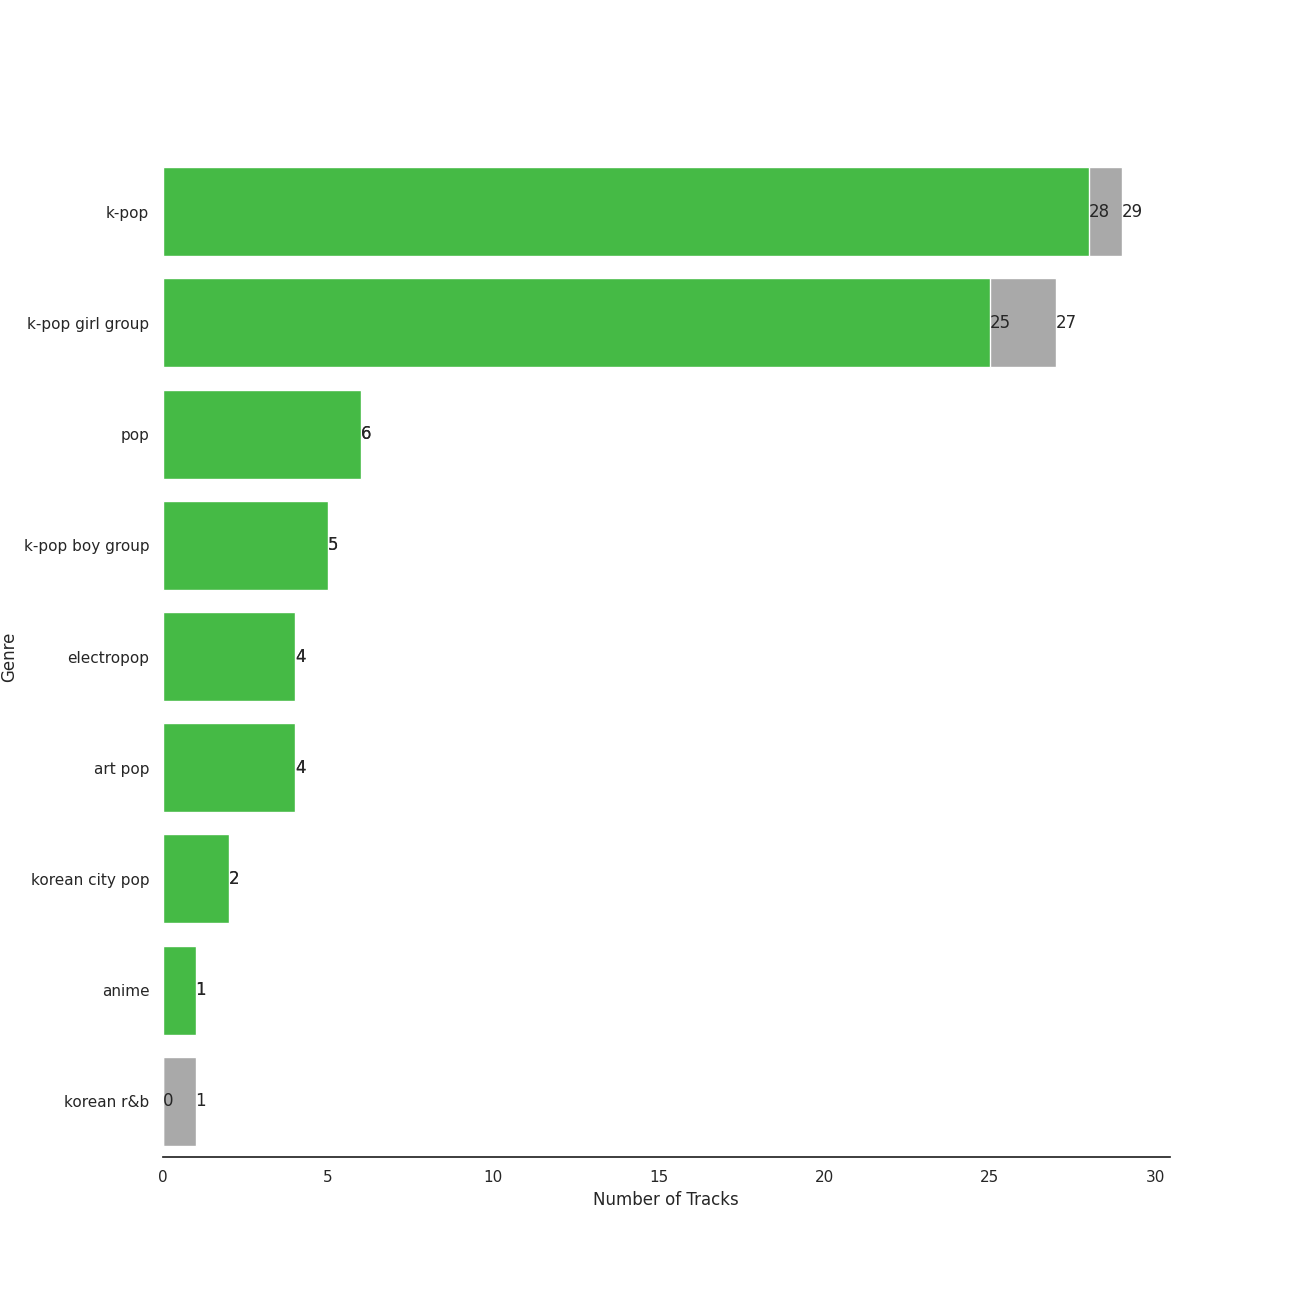 k-pop 28 29
k-pop girl group 25 27
pop 6
k-pop boy group 5
electropop 4
art pop 4
korean city pop 2
anime 1
korean r&b 0 1
Genre
0 5 10 15 20 25 30
Number of Tracks